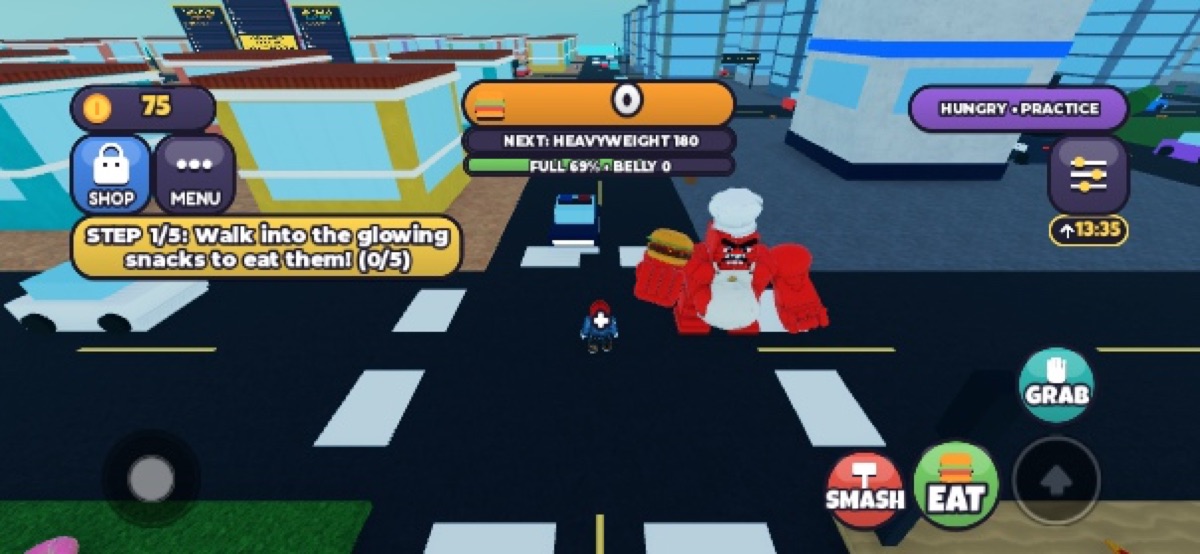 75
0
HUNGRY • PRACTICE
NEXT: HEAVYWEIGHT 180
FULL 69% • BELLY 0
SHOP
MENU
STEP 1/5: Walk into the glowing
snacks to eat them! (0/5)
↑13:35
GRAB
SMASH
EAT